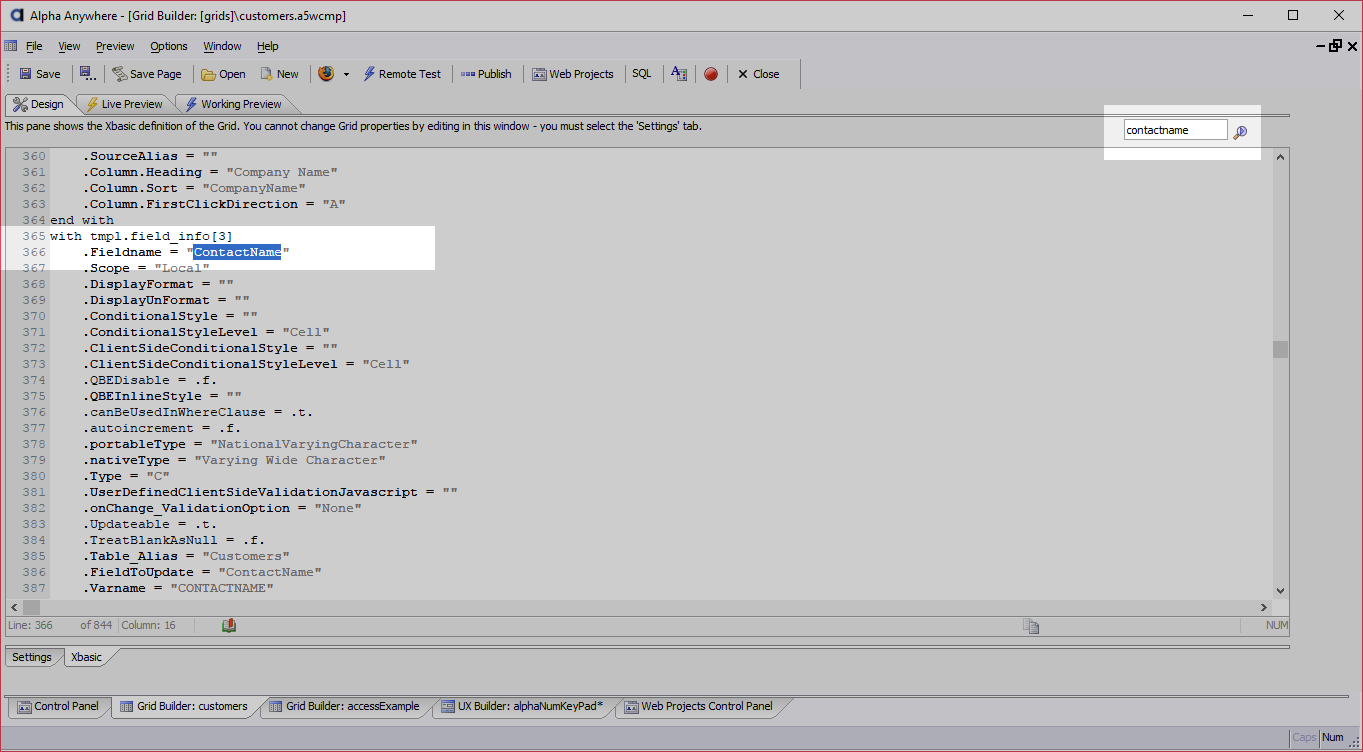 Alpha Anywhere - [Grid Builder: [grids]\customers.a5wcmp]
File View Preview Options Window Help
Save Save Page Open New Remote Test Publish Web Projects SQL Close
Design Live Preview Working Preview
This pane shows the Xbasic definition of the Grid. You cannot change Grid properties by editing in this window - you must select the 'Settings' tab.
contactname
360 .SourceAlias = ""
361 .Column.Heading = "Company Name"
362 .Column.Sort = "CompanyName"
363 .Column.FirstClickDirection = "A"
364 end with
365 with tmpl.field_info[3]
366 .Fieldname = "ContactName"
367 .Scope = "Local"
368 .DisplayFormat = ""
369 .DisplayUnFormat = ""
370 .ConditionalStyle = ""
371 .ConditionalStyleLevel = "Cell"
372 .ClientSideConditionalStyle = ""
373 .ClientSideConditionalStyleLevel = "Cell"
374 .QBEDisable = .f.
375 .QBEInlineStyle = ""
376 .canBeUsedInWhereClause = .t.
377 .autoincrement = .f.
378 .portableType = "NationalVaryingCharacter"
379 .nativeType = "Varying Wide Character"
380 .Type = "C"
381 .UserDefinedClientSideValidationJavascript = ""
382 .onChange_ValidationOption = "None"
383 .Updateable = .t.
384 .TreatBlankAsNull = .f.
385 .Table_Alias = "Customers"
386 .FieldToUpdate = "ContactName"
387 .Varname = "CONTACTNAME"
Line: 366 of 844 Column: 16 NUM
Settings Xbasic
Control Panel Grid Builder: customers Grid Builder: accessExample UX Builder: alphaNumKeyPad* Web Projects Control Panel
Caps Num